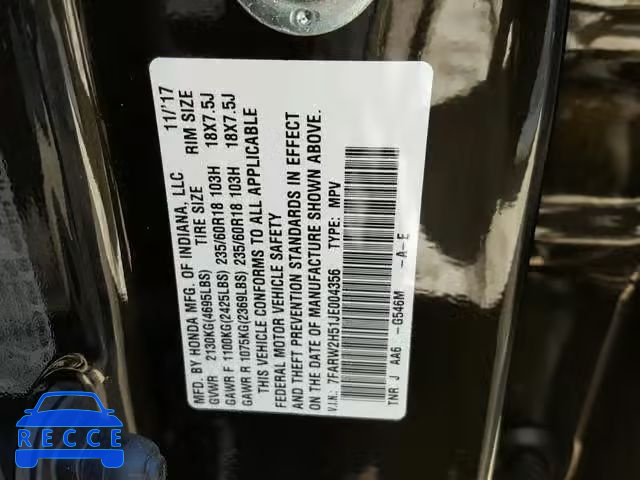 MFD. BY HONDA MFG. OF INDIANA, LLC 11/'17
TIRE SIZE RIM SIZE
GVWR 2130KG(4695LBS)
GAWR F 1100KG(2425LBS) 235/60R18 103H 18X7.5J
GAWR R 1075KG(2369LBS) 235/60R18 103H 18X7.5J
THIS VEHICLE CONFORMS TO ALL APPLICABLE
FEDERAL MOTOR VEHICLE SAFETY
AND THEFT PREVENTION STANDARDS IN EFFECT
ON THE DATE OF MANUFACTURE SHOWN ABOVE.
V.I.N.: 7FARW2H51JE004356 TYPE: MPV
TNR J AA6 -G546M -A-E
RECCE